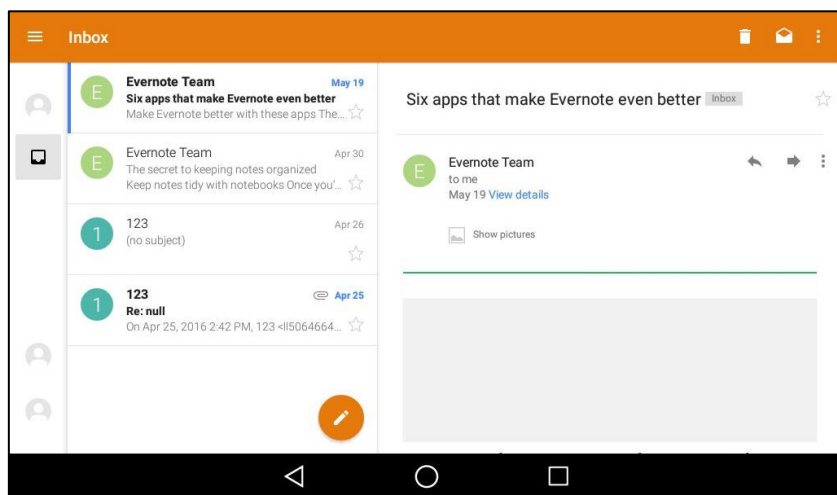 Inbox
E
Evernote Team May 19
Six apps that make Evernote even better
Make Evernote better with these apps The...
E
Evernote Team Apr 30
The secret to keeping notes organized
Keep notes tidy with notebooks Once you'...
1
123 Apr 26
(no subject)
1
123 Apr 25
Re: null
On Apr 25, 2016 2:42 PM, 123 <ll5064664...
Six apps that make Evernote even better Inbox
E
Evernote Team
to me
May 19 View details
Show pictures